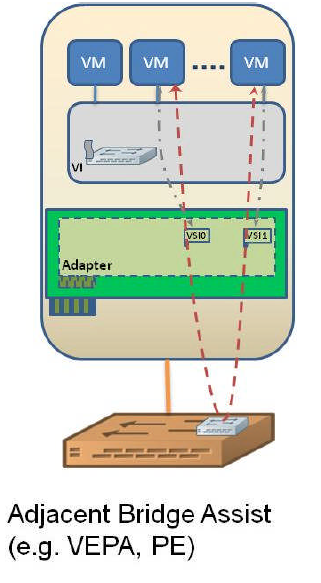 VM VM VM
VI
VSI0 VSI1
Adapter
Adjacent Bridge Assist
(e.g. VEPA, PE)